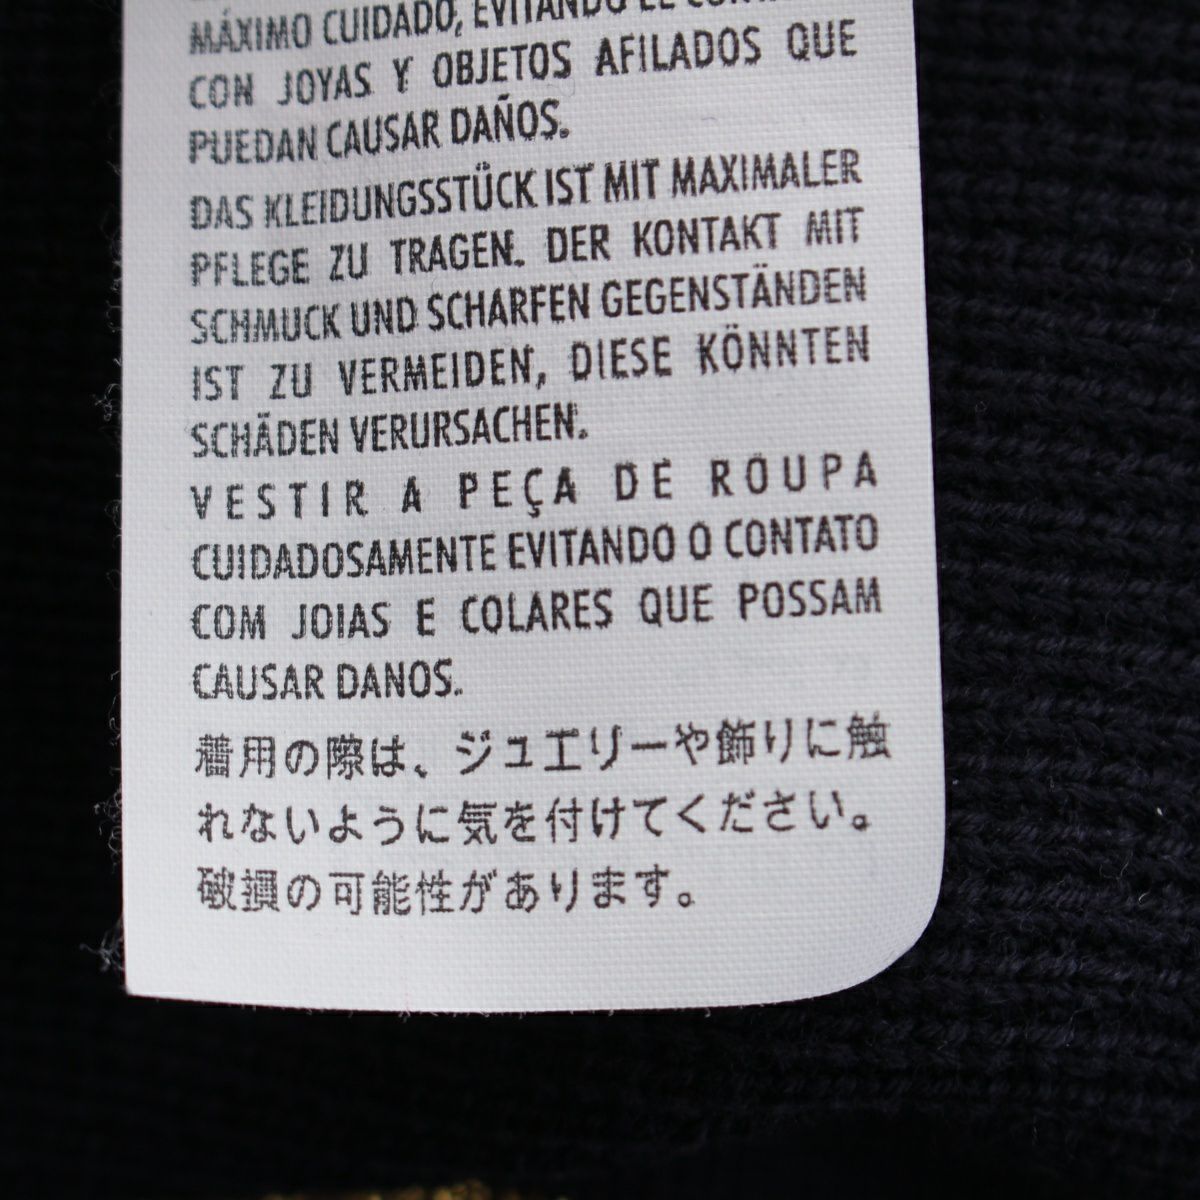 MÁXIMO CUIDADO, EVITANDO EL
CON JOYAS Y OBJETOS AFILADOS QUE
PUEDAN CAUSAR DAÑOS.
DAS KLEIDUNGSSTÜCK IST MIT MAXIMALER
PFLEGE ZU TRAGEN. DER KONTAKT MIT
SCHMUCK UND SCHARFEN GEGENSTÄNDEN
IST ZU VERMEIDEN, DIESE KÖNNTEN
SCHÄDEN VERURSACHEN.
VESTIR A PEÇA DE ROUPA
CUIDADOSAMENTE EVITANDO O CONTATO
COM JOIAS E COLARES QUE POSSAM
CAUSAR DANOS.
着用の際は、ジュエリーや飾りに触
れないように気を付けてください。
破損の可能性があります。